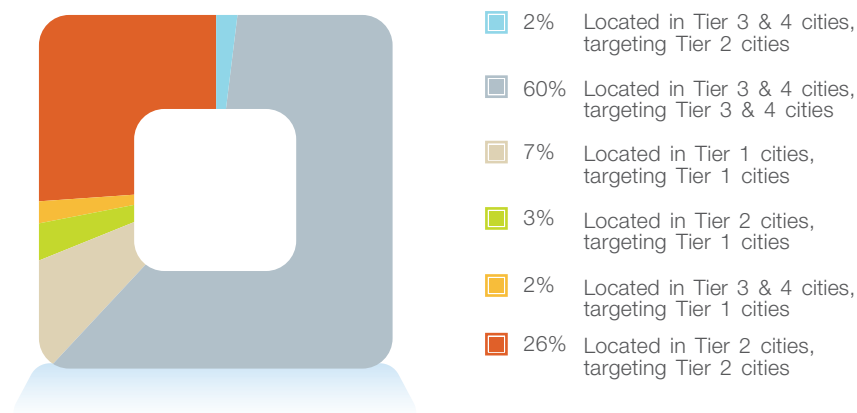 2% Located in Tier 3 & 4 cities,
targeting Tier 2 cities
60% Located in Tier 3 & 4 cities,
targeting Tier 3 & 4 cities
7% Located in Tier 1 cities,
targeting Tier 1 cities
3% Located in Tier 2 cities,
targeting Tier 1 cities
2% Located in Tier 3 & 4 cities,
targeting Tier 1 cities
26% Located in Tier 2 cities,
targeting Tier 2 cities